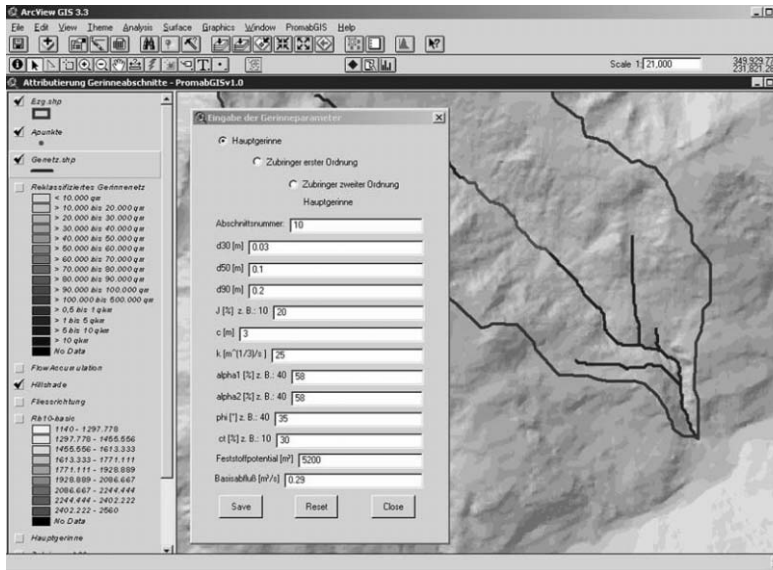 ArcView GIS 3.3
File Edit View Theme Analysis Surface Graphics Window PromabGIS Help
Scale 1: 21,000
Attributierung Gerinneabschnitte - PromabGISv1.0
Ezg.shp
Apunkte
Genetz.shp
Reklassifiziertes Gerinnenetz
< 10.000 qm
> 10.000 bis 20.000 qm
> 20.000 bis 30.000 qm
> 30.000 bis 40.000 qm
> 40.000 bis 50.000 qm
> 50.000 bis 60.000 qm
> 60.000 bis 70.000 qm
> 70.000 bis 80.000 qm
> 80.000 bis 90.000 qm
> 90.000 bis 100.000 qm
> 100.000 bis 500.000 qm
> 0,5 bis 1 qkm
> 1 bis 5 qkm
> 5 bis 10 qkm
> 10 qkm
No Data
FlowAccumulation
Hillshade
Fliessrichtung
Rb10-basic
1140 - 1297.778
1297.778 - 1455.556
1455.556 - 1613.333
1613.333 - 1771.111
1771.111 - 1928.889
1928.889 - 2086.667
2086.667 - 2244.444
2244.444 - 2402.222
2402.222 - 2560
No Data
Hauptgerinne
Eingabe der Gerinneparameter
Hauptgerinne
Zubringer erster Ordnung
Zubringer zweiter Ordnung
Hauptgerinne
Abschnittsnummer: 10
d30 [m] 0.03
d50 [m] 0.1
d90 [m] 0.2
J [%] z. B.: 10 20
c [m] 3
k [m^(1/3)/s ] 25
alpha1 [%] z. B.: 40 58
alpha2 [%] z. B.: 40 58
phi [°] z. B.: 40 35
ct [%] z. B.: 10 30
Feststoffpotential [m³] 5200
Basisabfluß [m³/s] 0.29
Save Reset Close